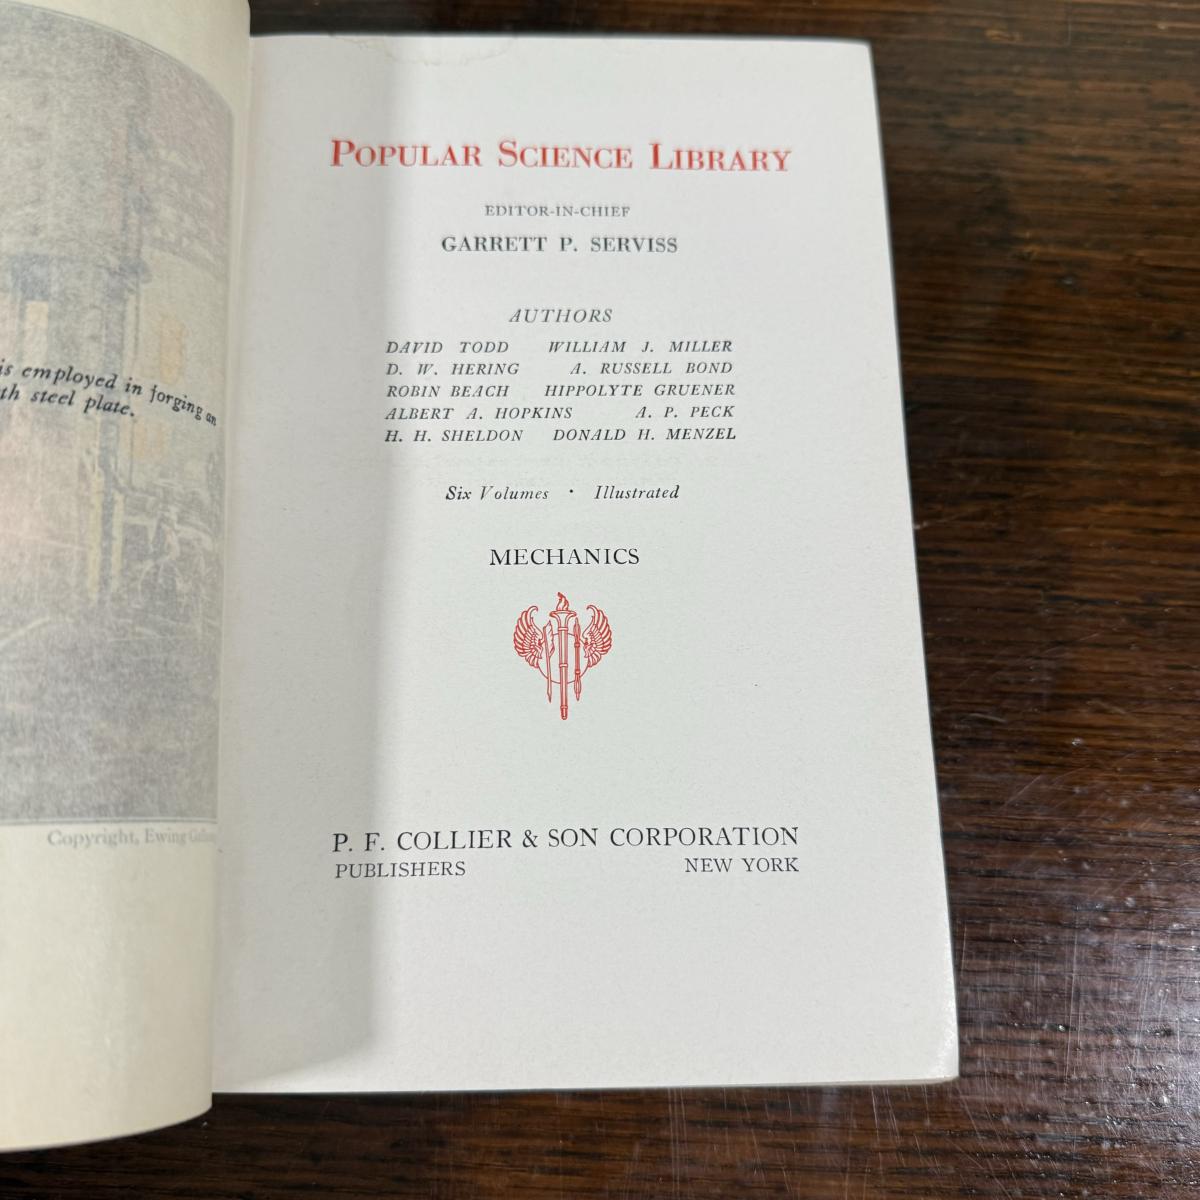 is employed in forging an
th steel plate.
Copyright, Ewing
POPULAR SCIENCE LIBRARY
EDITOR-IN-CHIEF
GARRETT P. SERVISS
AUTHORS
DAVID TODD WILLIAM J. MILLER
D. W. HERING A. RUSSELL BOND
ROBIN BEACH HIPPOLYTE GRUENER
ALBERT A. HOPKINS A. P. PECK
H. H. SHELDON DONALD H. MENZEL
Six Volumes · Illustrated
MECHANICS
P. F. COLLIER & SON CORPORATION
PUBLISHERS NEW YORK